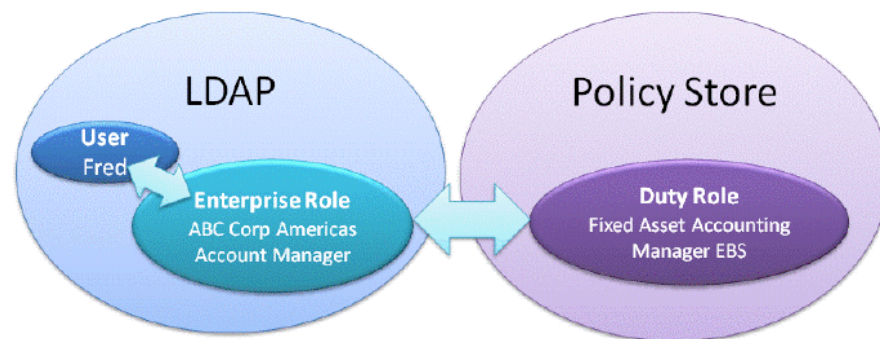 LDAP
User
Fred
Enterprise Role
ABC Corp Americas
Account Manager
Policy Store
Duty Role
Fixed Asset Accounting
Manager EBS